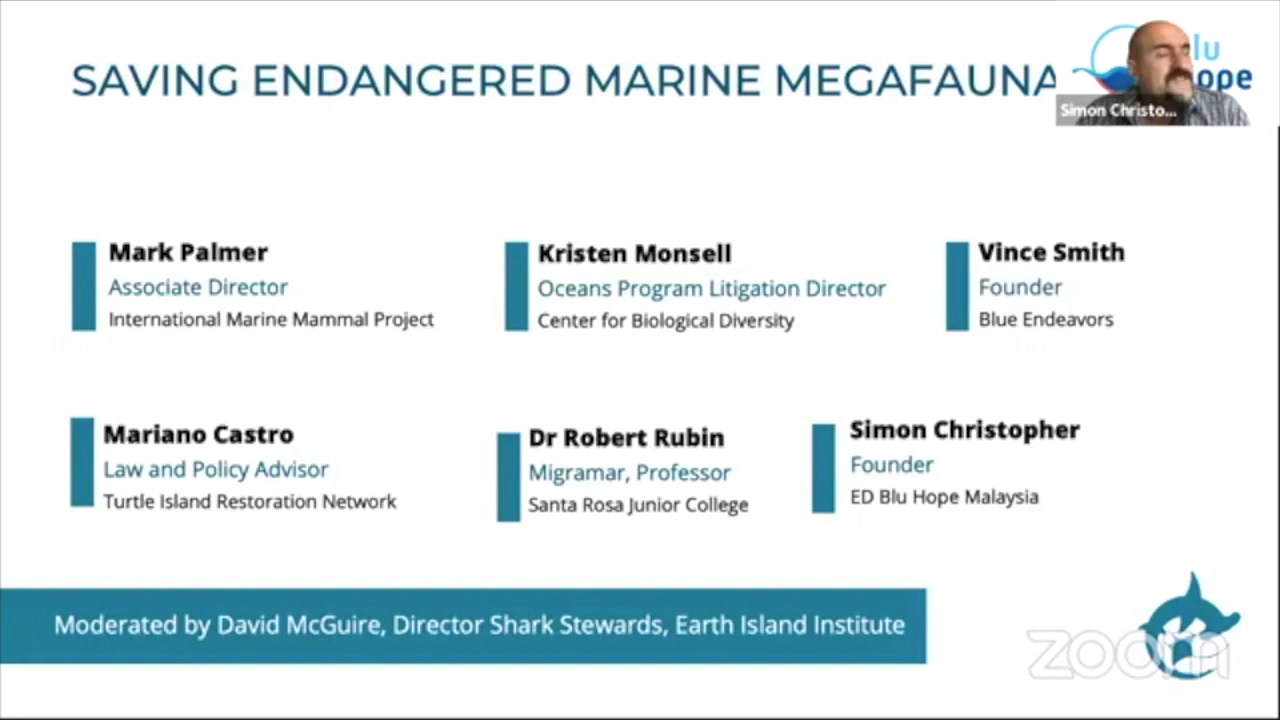 SAVING ENDANGERED MARINE MEGAFAUNA
lu
ope
Simon Christo...
Mark Palmer
Associate Director
International Marine Mammal Project
Kristen Monsell
Oceans Program Litigation Director
Center for Biological Diversity
Vince Smith
Founder
Blue Endeavors
Mariano Castro
Law and Policy Advisor
Turtle Island Restoration Network
Dr Robert Rubin
Migramar, Professor
Santa Rosa Junior College
Simon Christopher
Founder
ED Blu Hope Malaysia
Moderated by David McGuire, Director Shark Stewards, Earth Island Institute
zoom